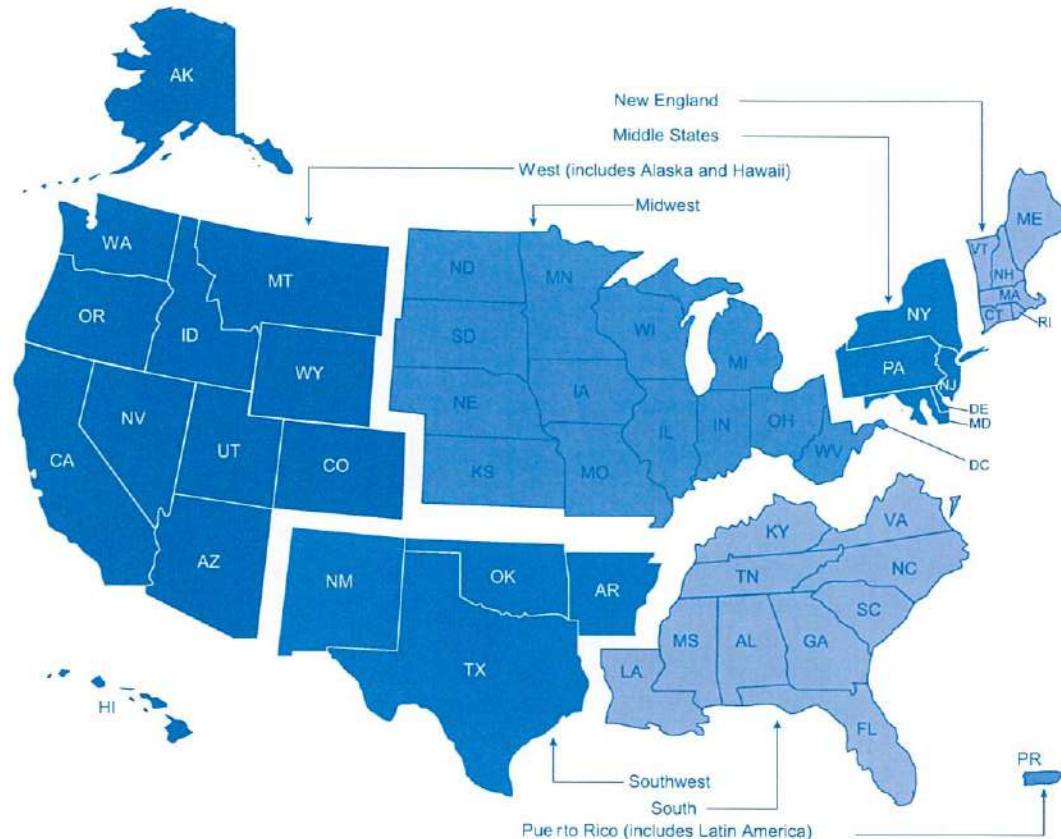 AK
New England
Middle States
West (includes Alaska and Hawaii)
Midwest
ME
WA
VT
ND
MN
MT
NH
MA
OR
NY
CT
RI
ID
SD
WI
MI
WY
PA
NJ
IA
NV
NE
DE
IL
IN
OH
MD
UT
CA
CO
WV
DC
KS
MO
KY
VA
AZ
NM
OK
AR
TN
NC
SC
MS
AL
GA
LA
TX
HI
FL
PR
Southwest
South
Puerto Rico (includes Latin America)